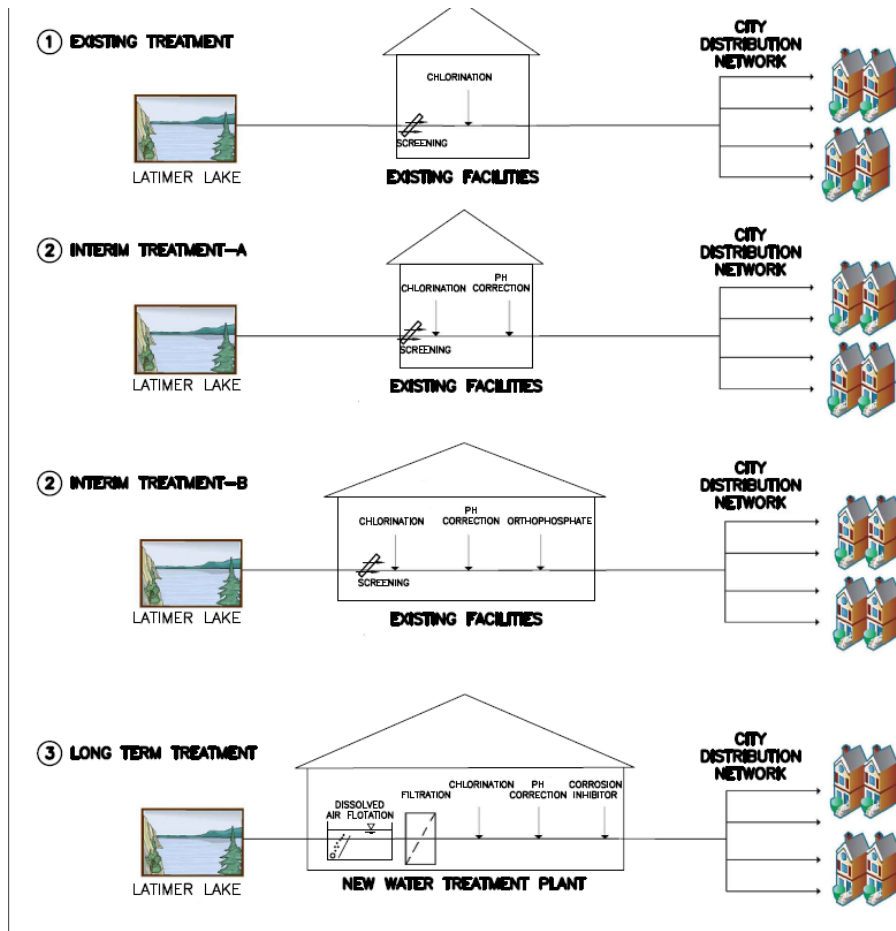 ① EXISTING TREATMENT
CITY
DISTRIBUTION
NETWORK
CHLORINATION
SCREENING
LATIMER LAKE
EXISTING FACILITIES
② INTERIM TREATMENT-A
CITY
DISTRIBUTION
NETWORK
CHLORINATION
PH
CORRECTION
SCREENING
LATIMER LAKE
EXISTING FACILITIES
② INTERIM TREATMENT-B
CITY
DISTRIBUTION
NETWORK
CHLORINATION
PH
CORRECTION
ORTHOPHOSPHATE
SCREENING
LATIMER LAKE
EXISTING FACILITIES
③ LONG TERM TREATMENT
CITY
DISTRIBUTION
NETWORK
DISSOLVED
AIR FLOTATION
FILTRATION
CHLORINATION
PH
CORRECTION
CORROSION
INHIBITOR
LATIMER LAKE
NEW WATER TREATMENT PLANT